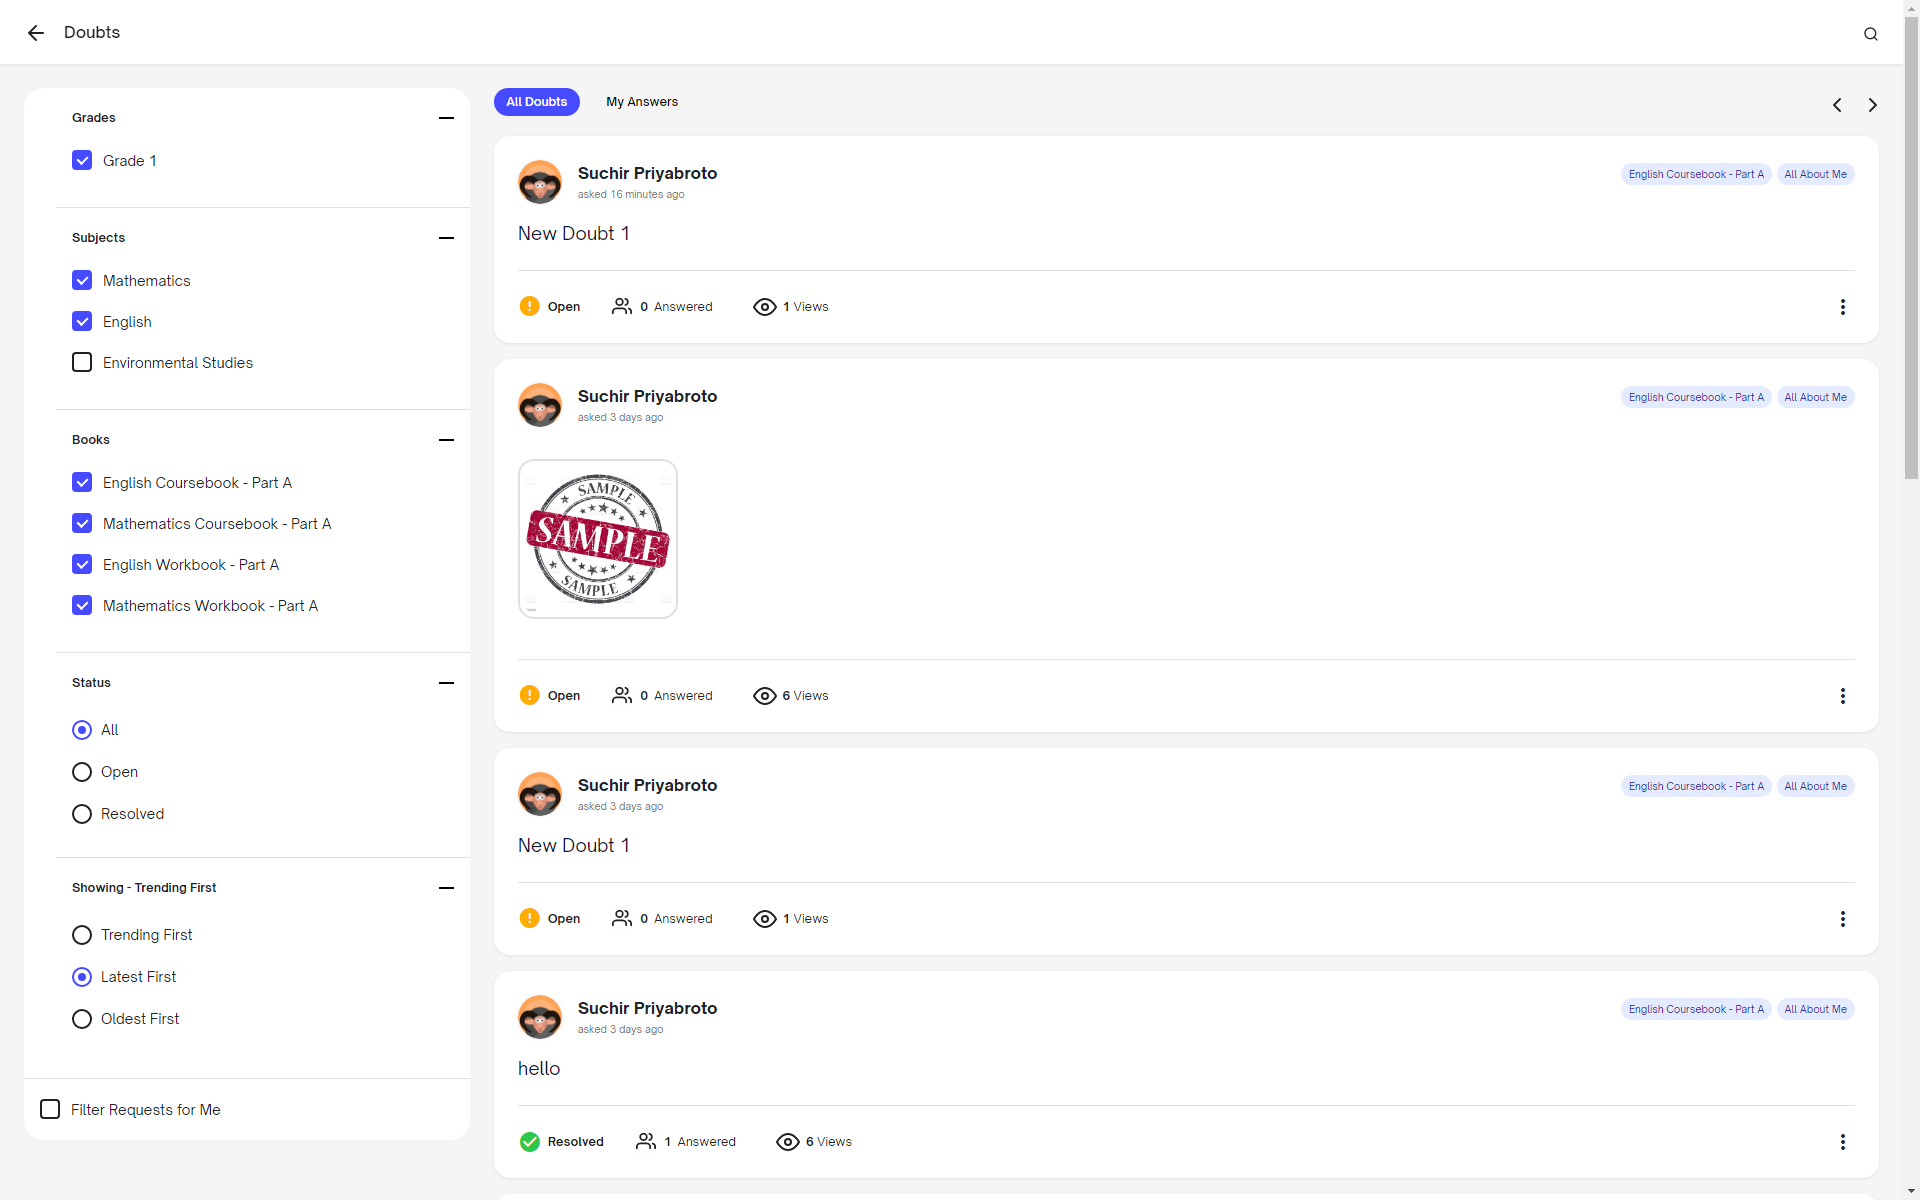 Doubts
Grades
Grade 1
Subjects
Mathematics
English
Environmental Studies
Books
English Coursebook - Part A
Mathematics Coursebook - Part A
English Workbook - Part A
Mathematics Workbook - Part A
Status
All
Open
Resolved
Showing - Trending First
Trending First
Latest First
Oldest First
Filter Requests for Me
All Doubts My Answers
Suchir Priyabroto English Coursebook - Part A All About Me
asked 16 minutes ago
New Doubt 1
Open 0 Answered 1 Views
Suchir Priyabroto English Coursebook - Part A All About Me
asked 3 days ago
SAMPLE
SAMPLE
SAMPLE
Open 0 Answered 6 Views
Suchir Priyabroto English Coursebook - Part A All About Me
asked 3 days ago
New Doubt 1
Open 0 Answered 1 Views
Suchir Priyabroto English Coursebook - Part A All About Me
asked 3 days ago
hello
Resolved 1 Answered 6 Views